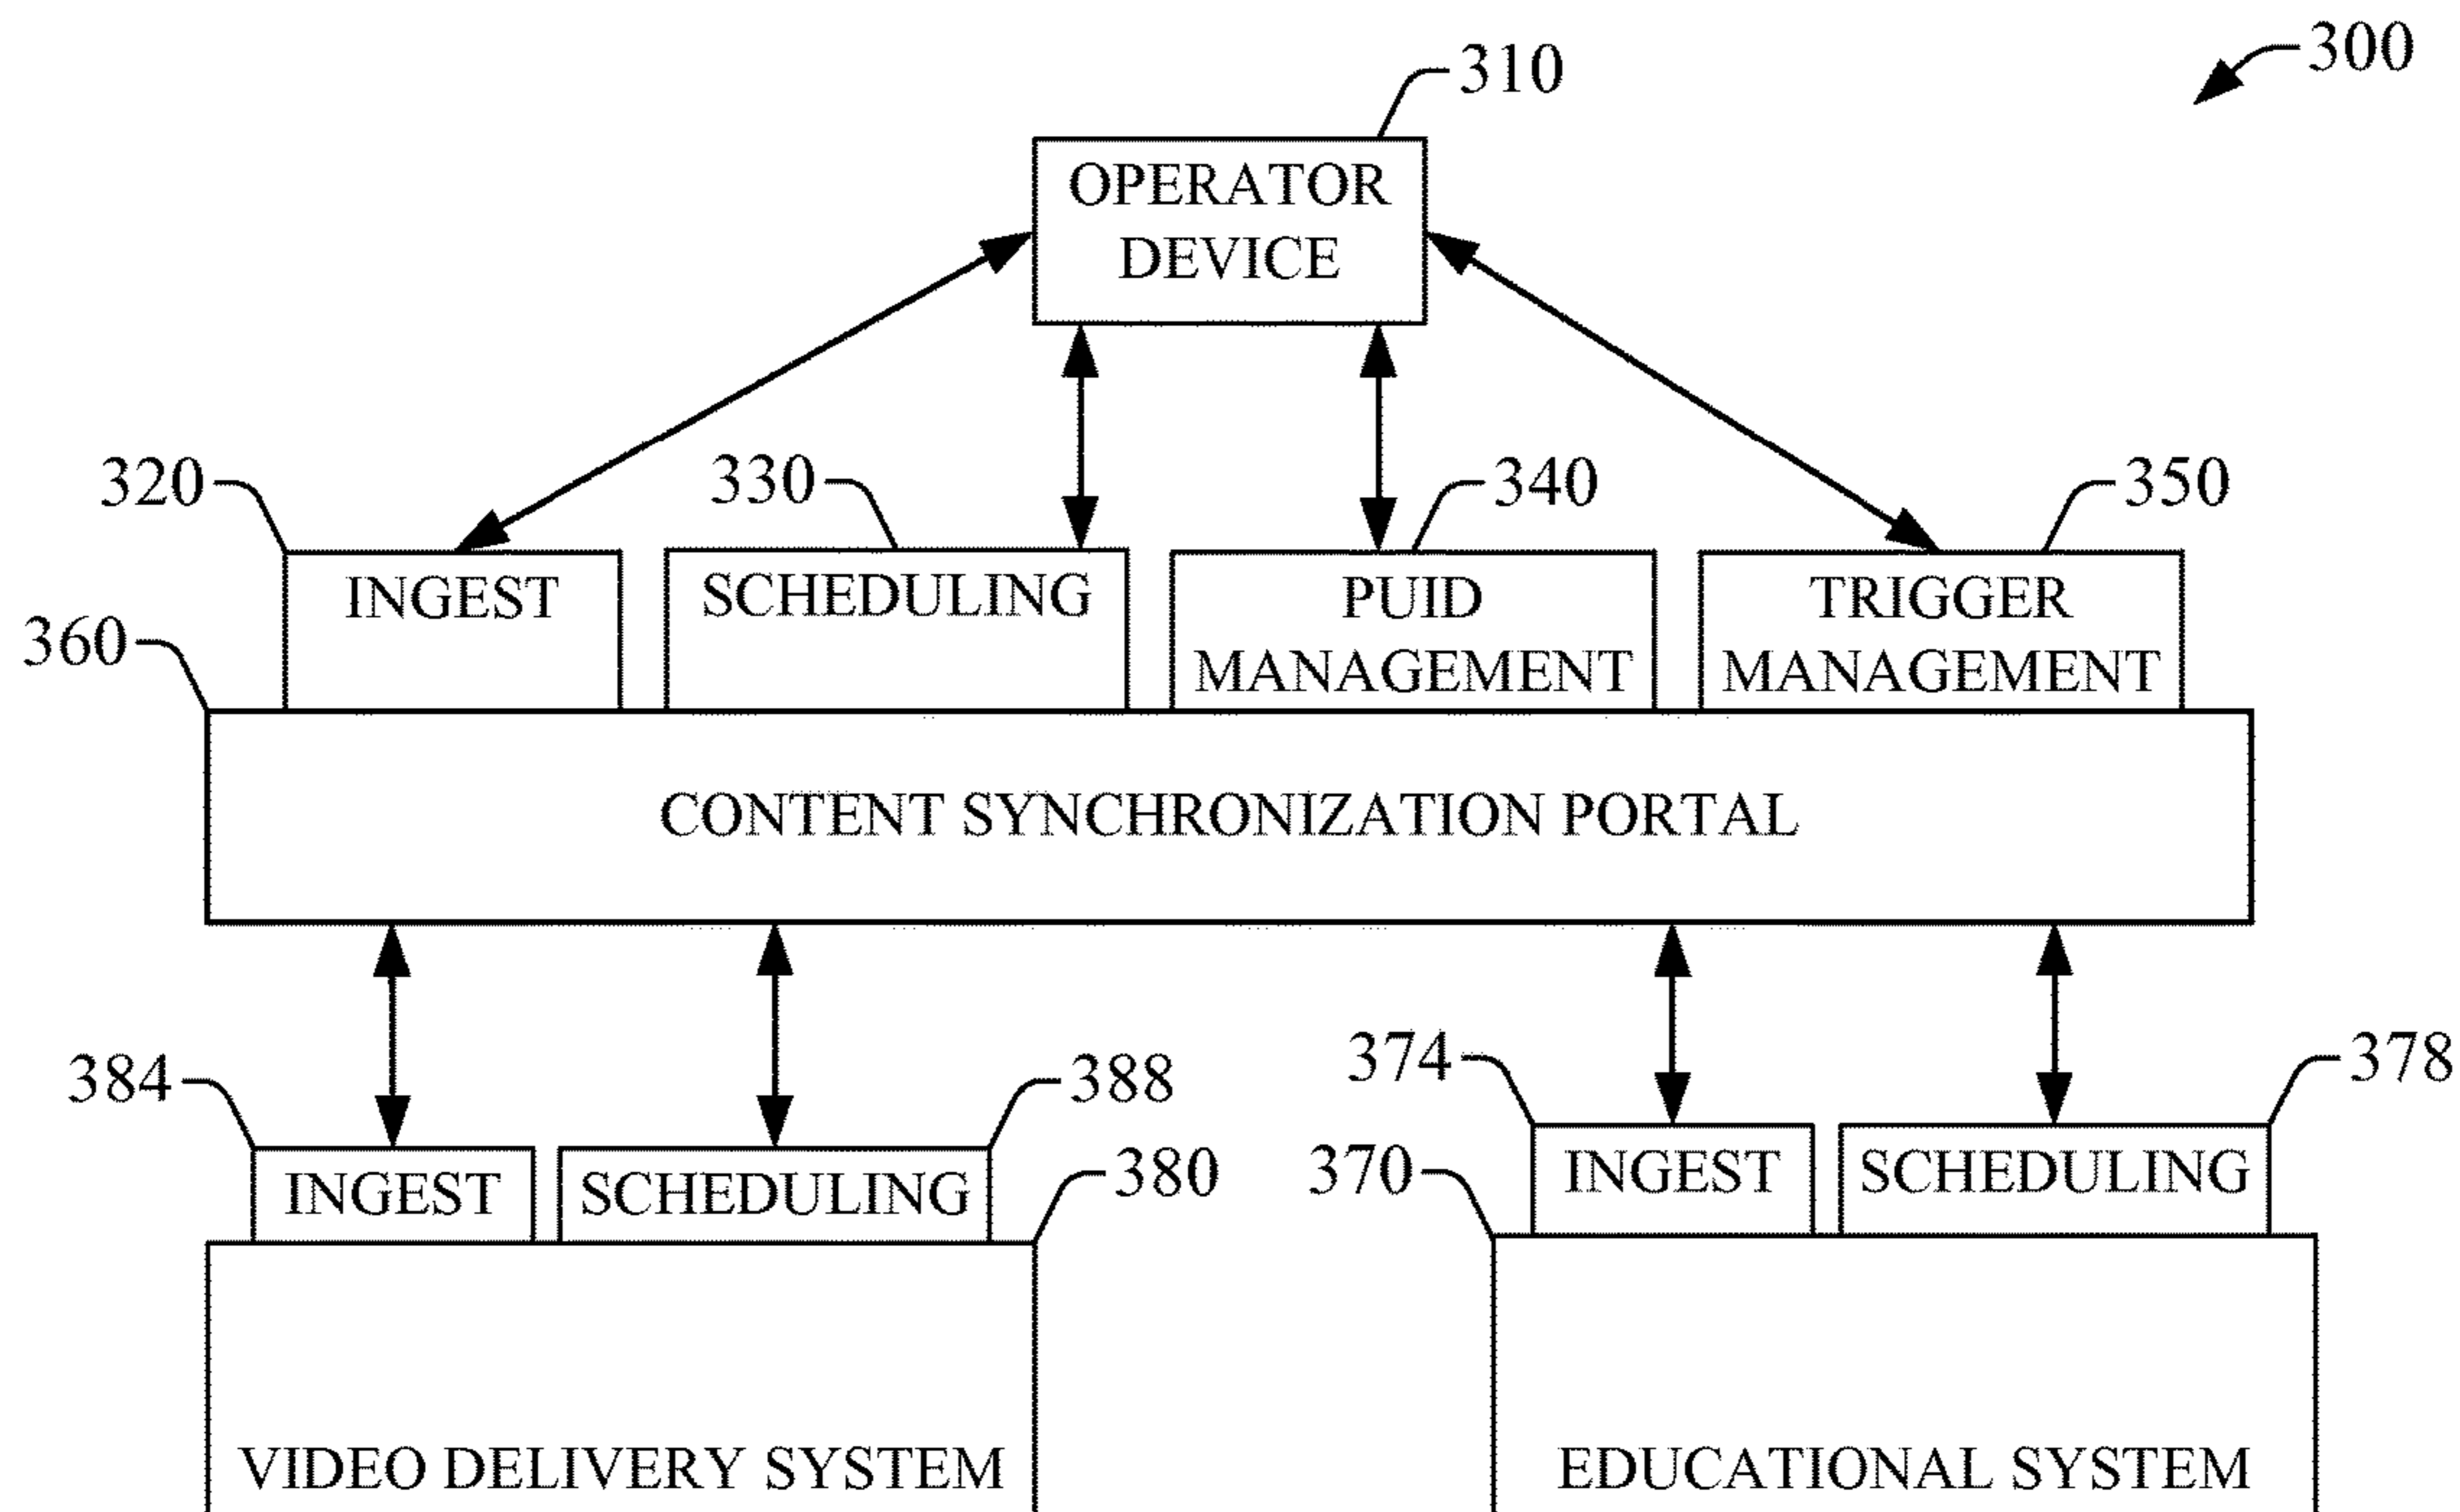 300
310
OPERATOR
DEVICE
320
330
340
350
INGEST
SCHEDULING
PUID
MANAGEMENT
TRIGGER
MANAGEMENT
360
CONTENT SYNCHRONIZATION PORTAL
384
388
374
378
INGEST
SCHEDULING
380
370
INGEST
SCHEDULING
VIDEO DELIVERY SYSTEM
EDUCATIONAL SYSTEM